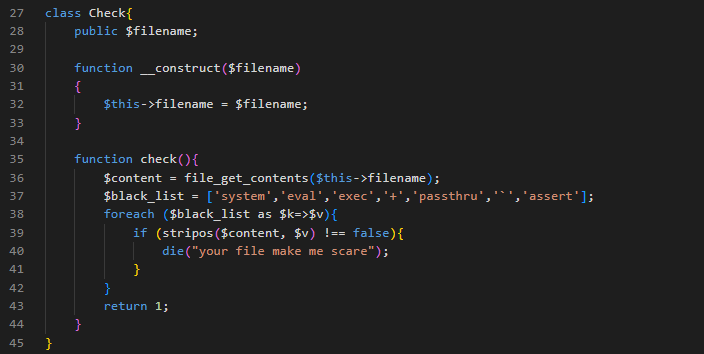 27 class Check{
28     public $filename;
29
30     function __construct($filename)
31     {
32         $this->filename = $filename;
33     }
34
35     function check(){
36         $content = file_get_contents($this->filename);
37         $black_list = ['system','eval','exec','+','passthru','`','assert'];
38         foreach ($black_list as $k=>$v){
39             if (stripos($content, $v) !== false){
40                 die("your file make me scare");
41             }
42         }
43         return 1;
44     }
45 }